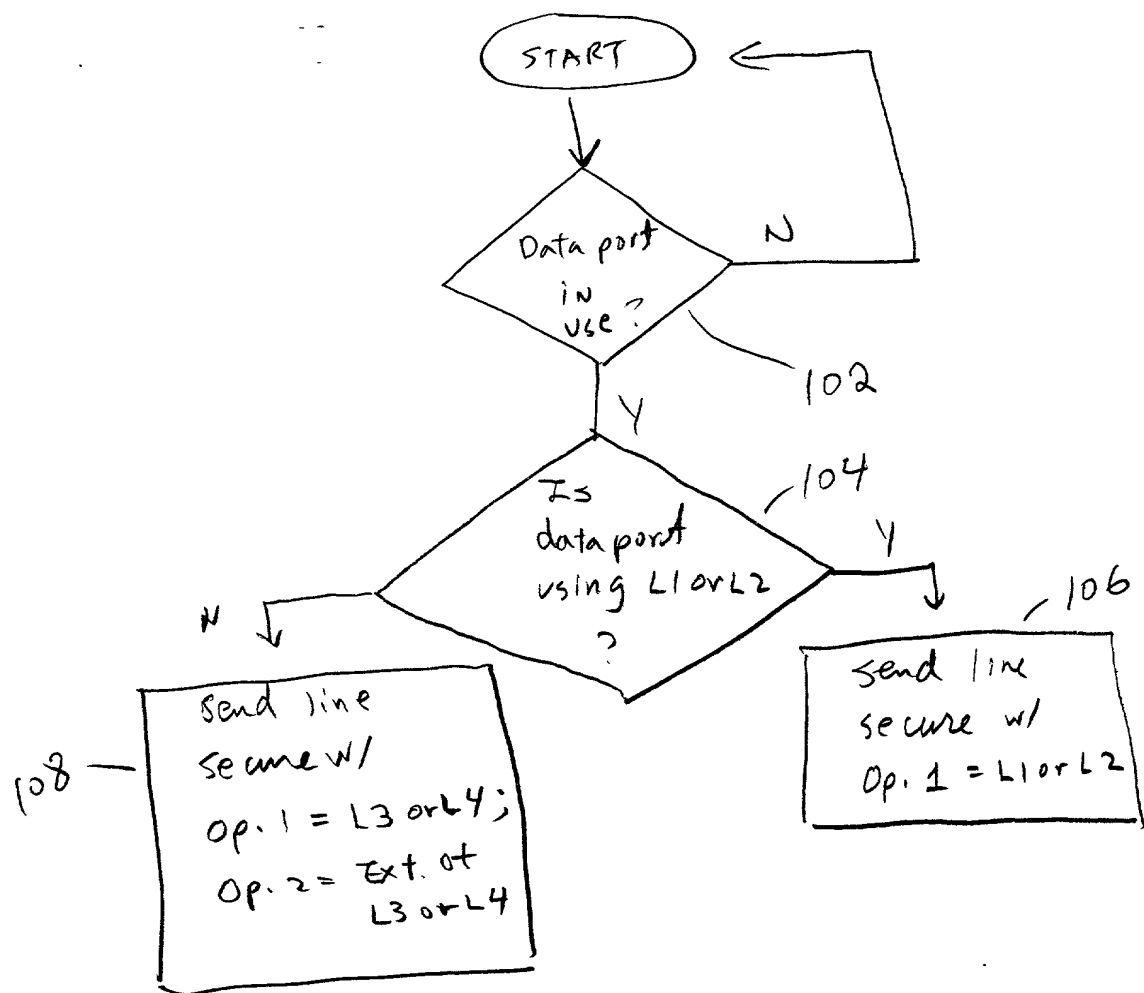 START
N
Data port
in
use?
102
Y
Is
data port
using L1 or L2
?
104
Y
N
106
send line
secure w/
Op. 1 = L1 or L2
108
send line
secure w/
Op. 1 = L3 or L4;
Op. 2 = Ext. of
L3 or L4